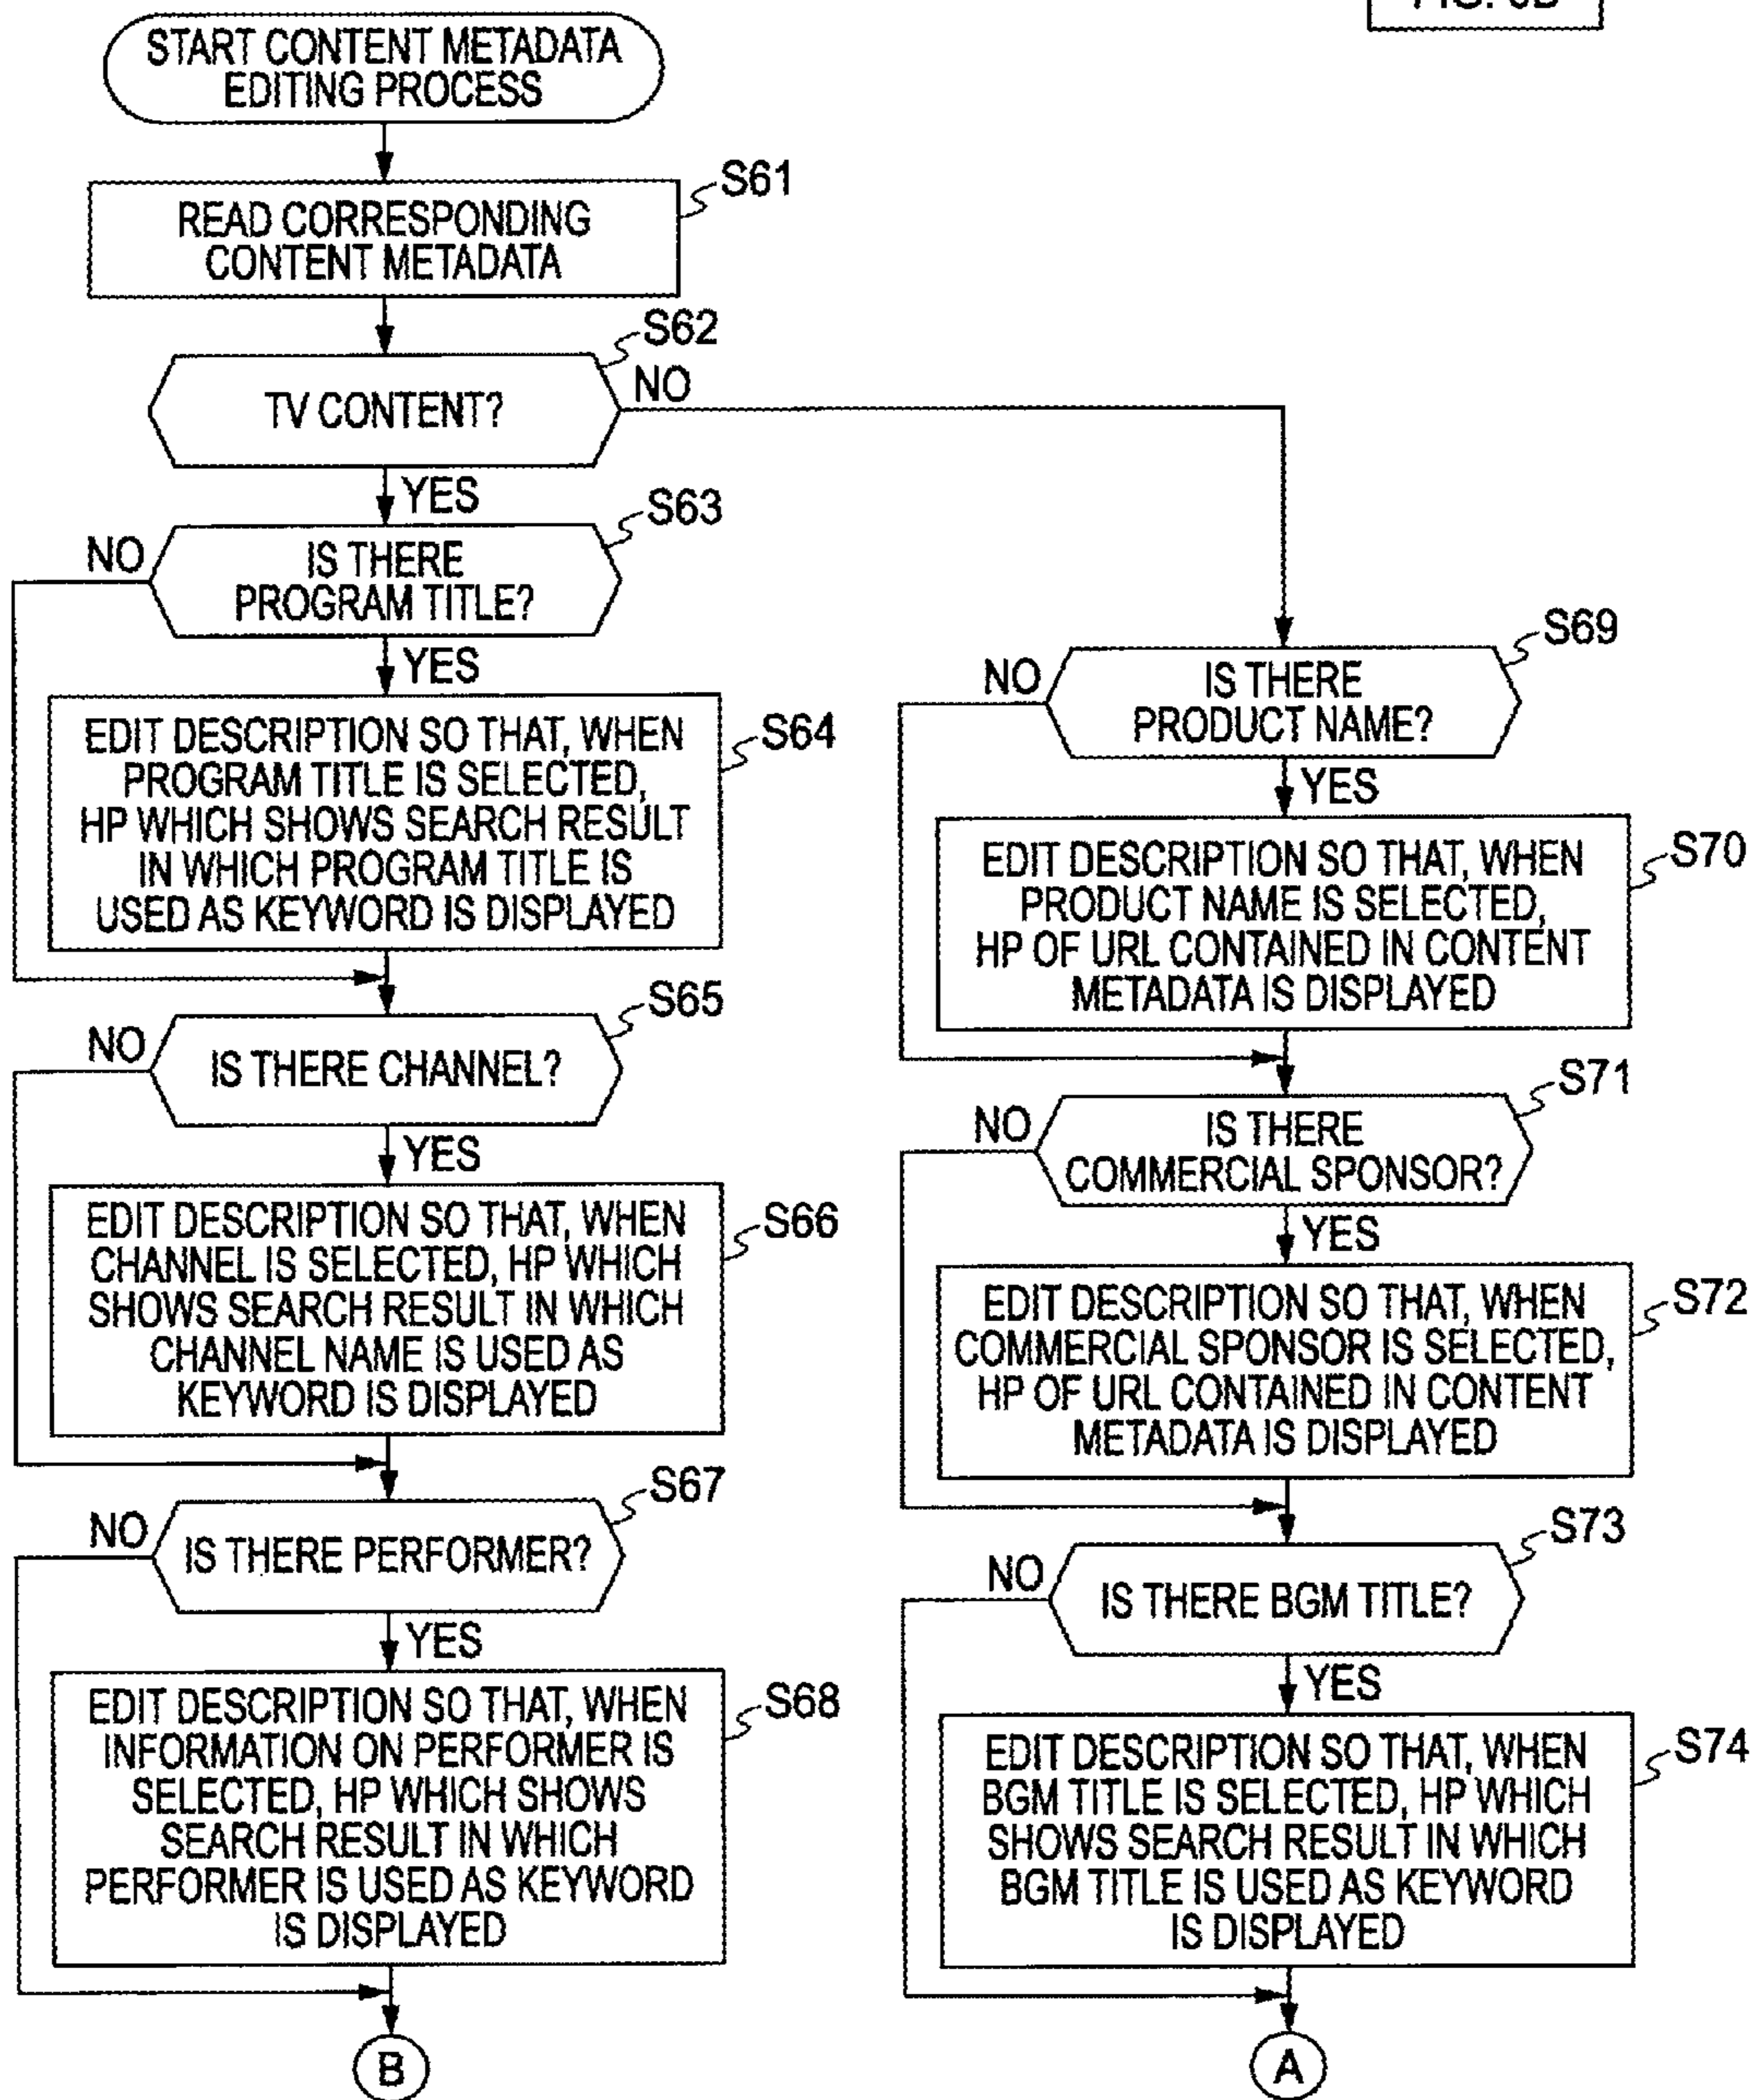 START CONTENT METADATA
EDITING PROCESS
S61
READ CORRESPONDING
CONTENT METADATA
S62
TV CONTENT?
NO
YES
S63
NO
IS THERE
PROGRAM TITLE?
YES
S64
EDIT DESCRIPTION SO THAT, WHEN
PROGRAM TITLE IS SELECTED,
HP WHICH SHOWS SEARCH RESULT
IN WHICH PROGRAM TITLE IS
USED AS KEYWORD IS DISPLAYED
S65
NO
IS THERE CHANNEL?
YES
S66
EDIT DESCRIPTION SO THAT, WHEN
CHANNEL IS SELECTED, HP WHICH
SHOWS SEARCH RESULT IN WHICH
CHANNEL NAME IS USED AS
KEYWORD IS DISPLAYED
S67
NO
IS THERE PERFORMER?
YES
S68
EDIT DESCRIPTION SO THAT, WHEN
INFORMATION ON PERFORMER IS
SELECTED, HP WHICH SHOWS
SEARCH RESULT IN WHICH
PERFORMER IS USED AS KEYWORD
IS DISPLAYED
B
S69
NO
IS THERE
PRODUCT NAME?
YES
S70
EDIT DESCRIPTION SO THAT, WHEN
PRODUCT NAME IS SELECTED,
HP OF URL CONTAINED IN CONTENT
METADATA IS DISPLAYED
S71
NO
IS THERE
COMMERCIAL SPONSOR?
YES
S72
EDIT DESCRIPTION SO THAT, WHEN
COMMERCIAL SPONSOR IS SELECTED,
HP OF URL CONTAINED IN CONTENT
METADATA IS DISPLAYED
S73
NO
IS THERE BGM TITLE?
YES
S74
EDIT DESCRIPTION SO THAT, WHEN
BGM TITLE IS SELECTED, HP WHICH
SHOWS SEARCH RESULT IN WHICH
BGM TITLE IS USED AS KEYWORD
IS DISPLAYED
A